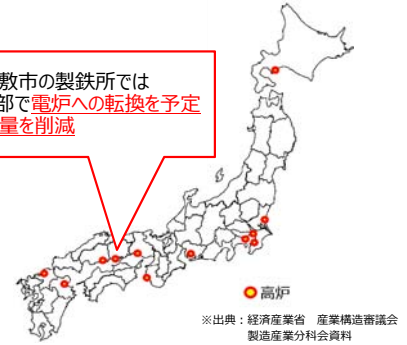 敷市の製鉄所では
部で電炉への転換を予定
量を削減
高炉
※出典：経済産業省 産業構造審議会
製造産業分科会資料